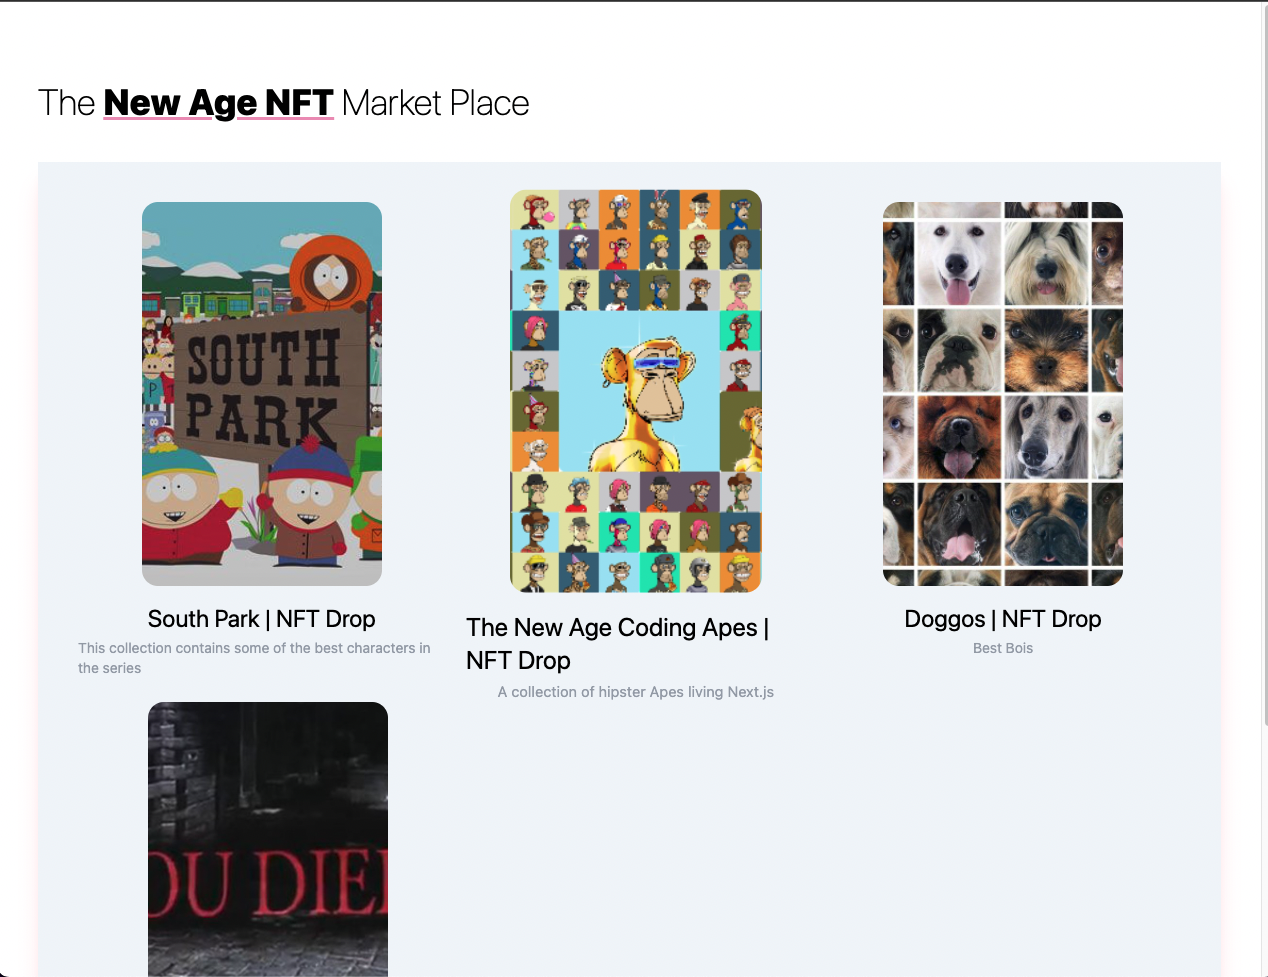 The New Age NFT Market Place
SOUTH
PARK
South Park | NFT Drop
This collection contains some of the best characters in
the series
The New Age Coding Apes |
NFT Drop
A collection of hipster Apes living Next.js
Doggos | NFT Drop
Best Bois
OU DIE